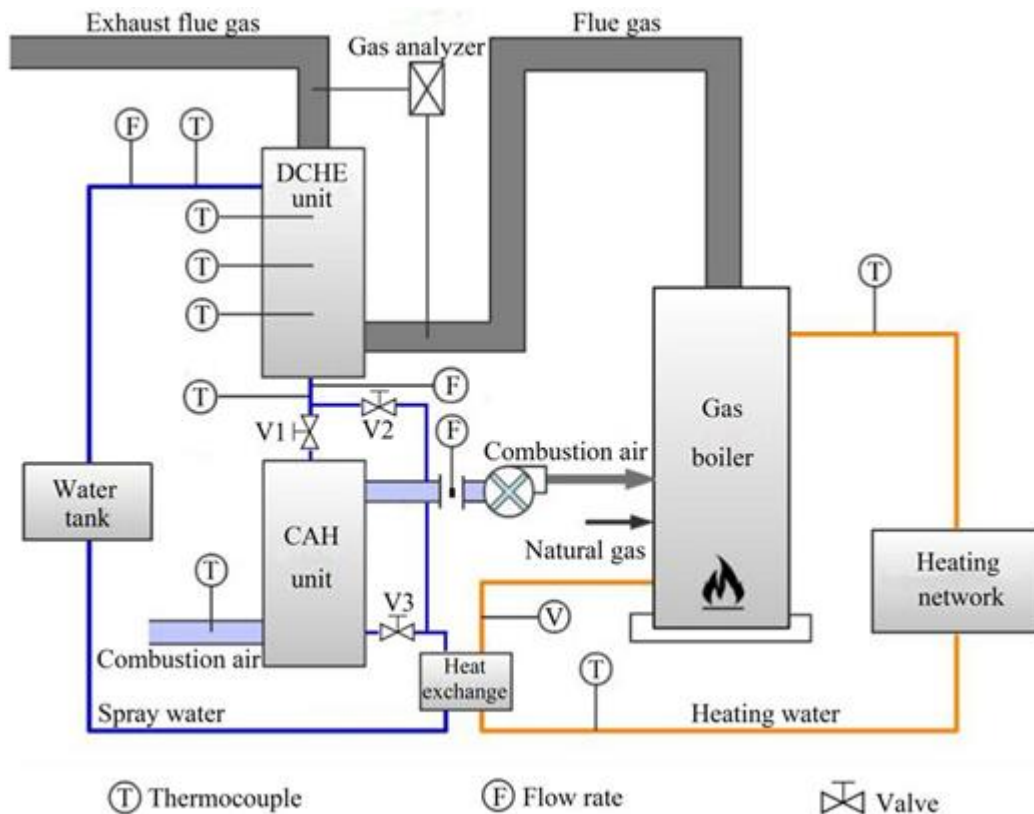 Exhaust flue gas
Flue gas
Gas analyzer
F
T
DCHE
unit
T
T
T
T
T
F
V1
V2
F
Combustion air
Gas
boiler
Water
tank
CAH
unit
Natural gas
Heating
network
T
V3
V
Combustion air
Heat
exchange
T
Spray water
Heating water
T Thermocouple
F Flow rate
Valve